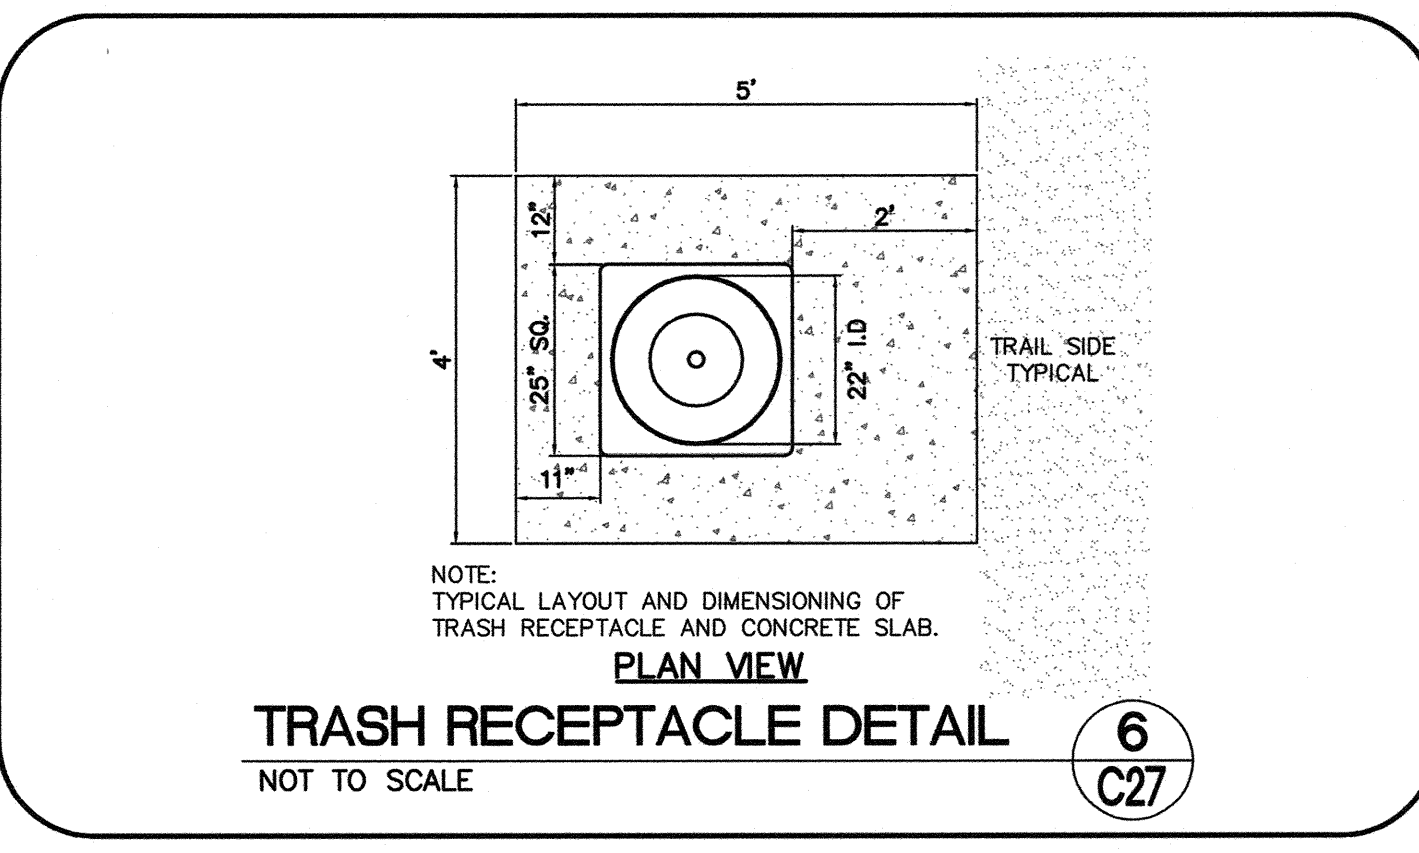 5'
12"
2'
4'
25" SQ.
22" I.D
11"
TRAIL SIDE
TYPICAL
NOTE:
TYPICAL LAYOUT AND DIMENSIONING OF
TRASH RECEPTACLE AND CONCRETE SLAB.
PLAN VIEW
TRASH RECEPTACLE DETAIL
NOT TO SCALE
6
C27